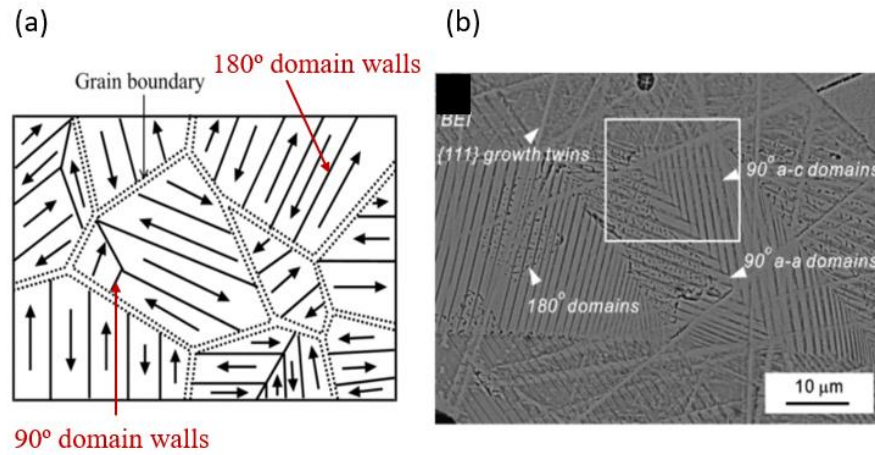 (a)
180º domain walls
Grain boundary
90º domain walls
(b)
BEI
{111} growth twins
90° a-c domains
90° a-a domains
180° domains
10 μm